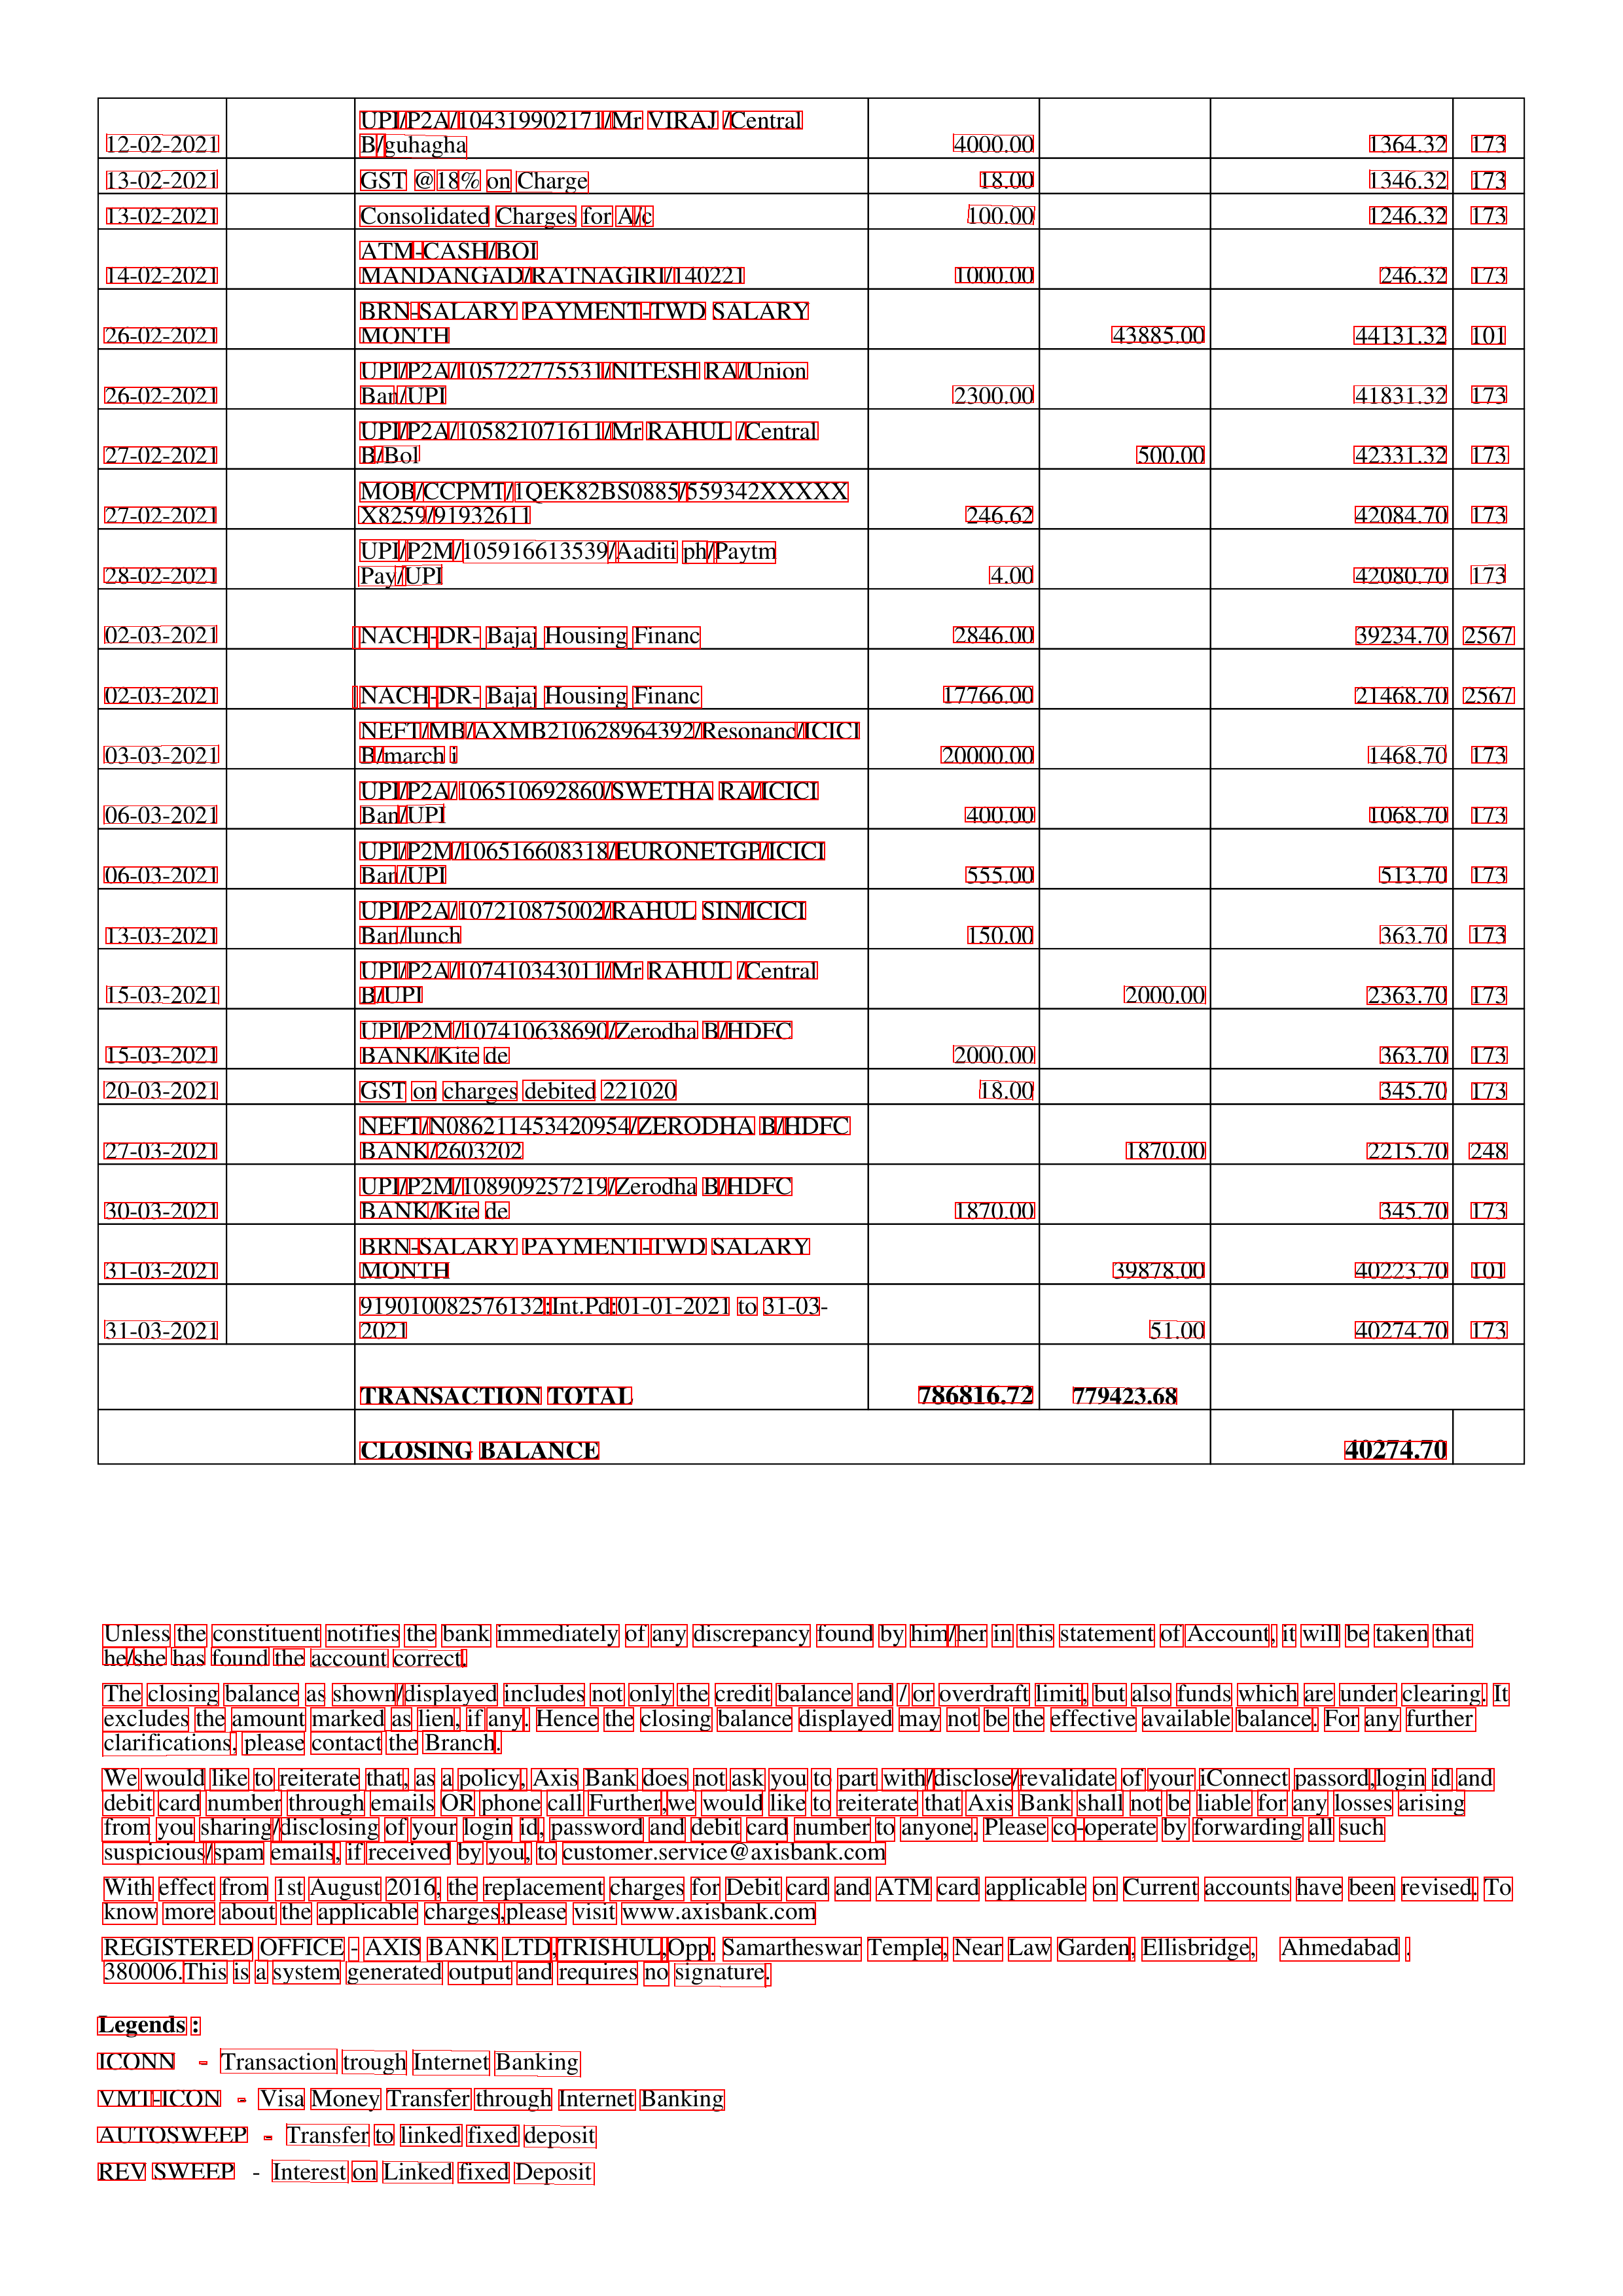 UPI/P2A/104319902171/Mr VIRAJ /Central
12-02-2021 B/guhagha 4000.00 1364.32 173
13-02-2021 GST @18% on Charge 18.00 1346.32 173
13-02-2021 Consolidated Charges for A/c 100.00 1246.32 173
ATM-CASH/BOI
14-02-2021 MANDANGAD/RATNAGIRI/140221 1000.00 246.32 173
BRN-SALARY PAYMENT-TWD SALARY
26-02-2021 MONTH 43885.00 44131.32 101
UPI/P2A/105722775531/NITESH RA/Union
26-02-2021 Ban/UPI 2300.00 41831.32 173
UPI/P2A/105821071611/Mr RAHUL /Central
27-02-2021 B/Bol 500.00 42331.32 173
MOB/CCPMT/1QEK82BS0885/559342XXXXX
27-02-2021 X8259/91932611 246.62 42084.70 173
UPI/P2M/105916613539/Aaditi ph/Paytm
28-02-2021 Pay/UPI 4.00 42080.70 173
02-03-2021 NACH-DR- Bajaj Housing Financ 2846.00 39234.70 2567
02-03-2021 NACH-DR- Bajaj Housing Financ 17766.00 21468.70 2567
NEFT/MB/AXMB210628964392/Resonanc/ICICI
03-03-2021 B/march i 20000.00 1468.70 173
UPI/P2A/106510692860/SWETHA RA/ICICI
06-03-2021 Ban/UPI 400.00 1068.70 173
UPI/P2M/106516608318/EURONETGP/ICICI
06-03-2021 Ban/UPI 555.00 513.70 173
UPI/P2A/107210875002/RAHUL SIN/ICICI
13-03-2021 Ban/lunch 150.00 363.70 173
UPI/P2A/107410343011/Mr RAHUL /Central
15-03-2021 B/UPI 2000.00 2363.70 173
UPI/P2M/107410638690/Zerodha B/HDFC
15-03-2021 BANK/Kite de 2000.00 363.70 173
20-03-2021 GST on charges debited 221020 18.00 345.70 173
NEFT/N086211453420954/ZERODHA B/HDFC
27-03-2021 BANK/2603202 1870.00 2215.70 248
UPI/P2M/108909257219/Zerodha B/HDFC
30-03-2021 BANK/Kite de 1870.00 345.70 173
BRN-SALARY PAYMENT-TWD SALARY
31-03-2021 MONTH 39878.00 40223.70 101
919010082576132:Int.Pd:01-01-2021 to 31-03-
31-03-2021 2021 51.00 40274.70 173
TRANSACTION TOTAL 786816.72 779423.68
CLOSING BALANCE 40274.70
Unless the constituent notifies the bank immediately of any discrepancy found by him/her in this statement of Account, it will be taken that
he/she has found the account correct.
The closing balance as shown/displayed includes not only the credit balance and / or overdraft limit, but also funds which are under clearing. It
excludes the amount marked as lien, if any. Hence the closing balance displayed may not be the effective available balance. For any further
clarifications, please contact the Branch.
We would like to reiterate that, as a policy, Axis Bank does not ask you to part with/disclose/revalidate of your iConnect passord,login id and
debit card number through emails OR phone call Further,we would like to reiterate that Axis Bank shall not be liable for any losses arising
from you sharing/disclosing of your login id, password and debit card number to anyone. Please co-operate by forwarding all such
suspicious/spam emails, if received by you, to customer.service@axisbank.com
With effect from 1st August 2016, the replacement charges for Debit card and ATM card applicable on Current accounts have been revised. To
know more about the applicable charges,please visit www.axisbank.com
REGISTERED OFFICE - AXIS BANK LTD,TRISHUL,Opp. Samartheswar Temple, Near Law Garden, Ellisbridge, Ahmedabad .
380006.This is a system generated output and requires no signature.
Legends :
ICONN - Transaction trough Internet Banking
VMT-ICON - Visa Money Transfer through Internet Banking
AUTOSWEEP - Transfer to linked fixed deposit
REV SWEEP - Interest on Linked fixed Deposit